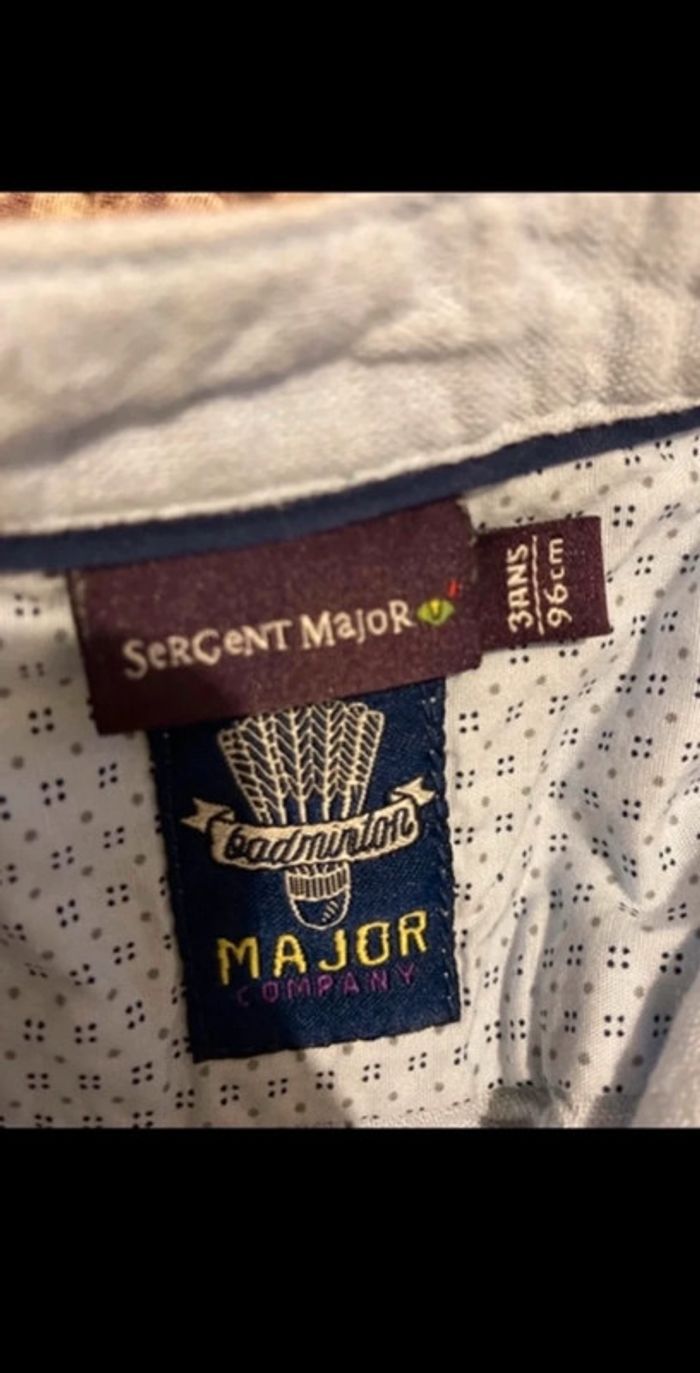 SeRGeNT MajoR
3ANS
96cm
badminton
MAJOR
COMPANY